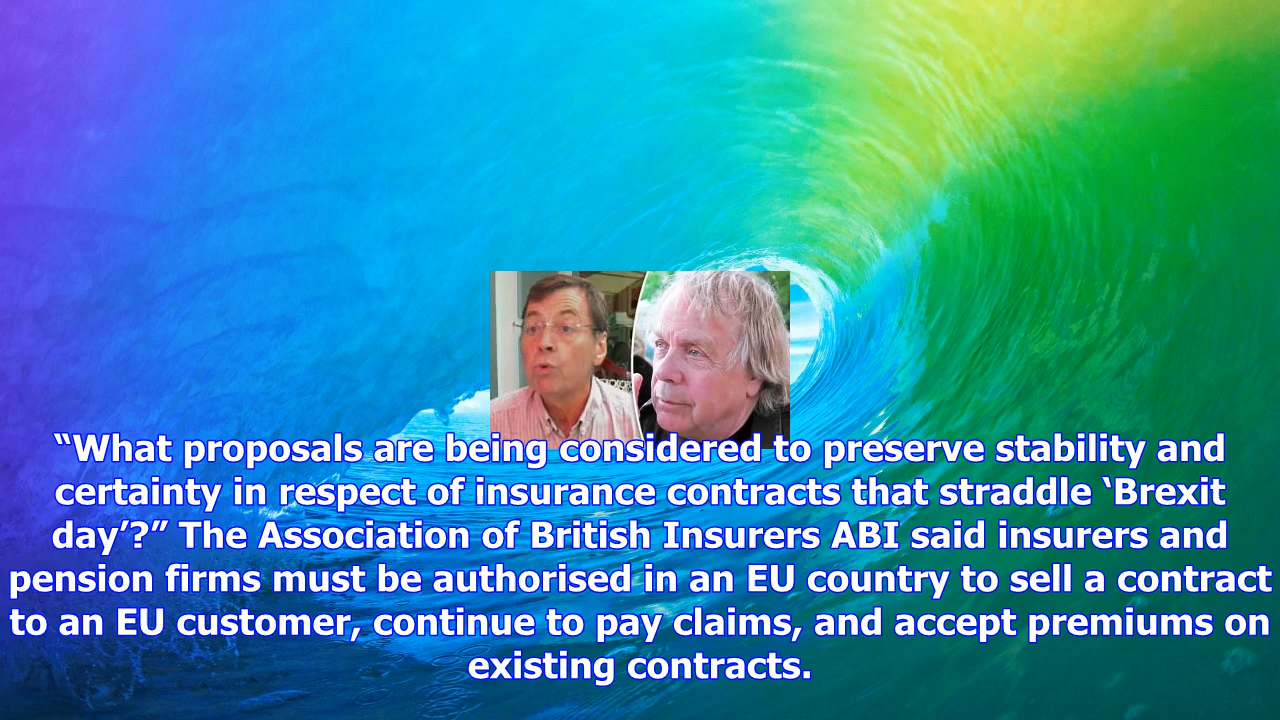 “What proposals are being considered to preserve stability and
certainty in respect of insurance contracts that straddle ‘Brexit
day’?” The Association of British Insurers ABI said insurers and
pension firms must be authorised in an EU country to sell a contract
to an EU customer, continue to pay claims, and accept premiums on
existing contracts.